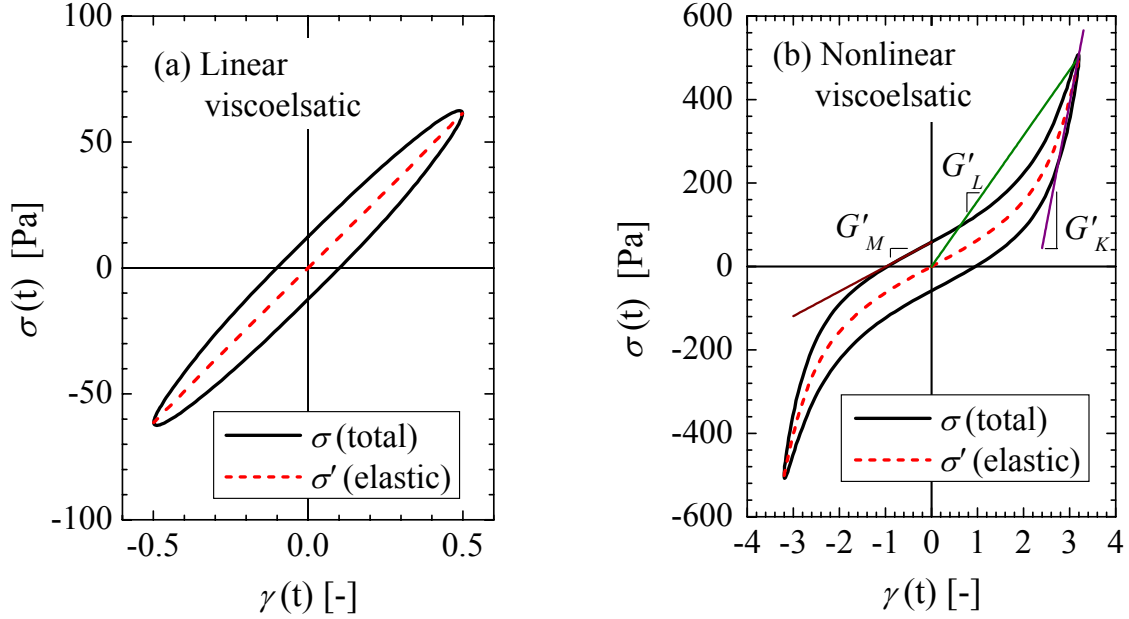 (a) Linear
viscoelsatic
σ (t) [Pa]
100
50
0
-50
-100
-0.5
0.0
0.5
γ (t) [-]
σ (total)
σ′ (elastic)
(b) Nonlinear
viscoelsatic
σ (t) [Pa]
600
400
200
0
-200
-400
-600
-4
-3
-2
-1
0
1
2
3
4
γ (t) [-]
G′L
G′M
G′K
σ (total)
σ′ (elastic)